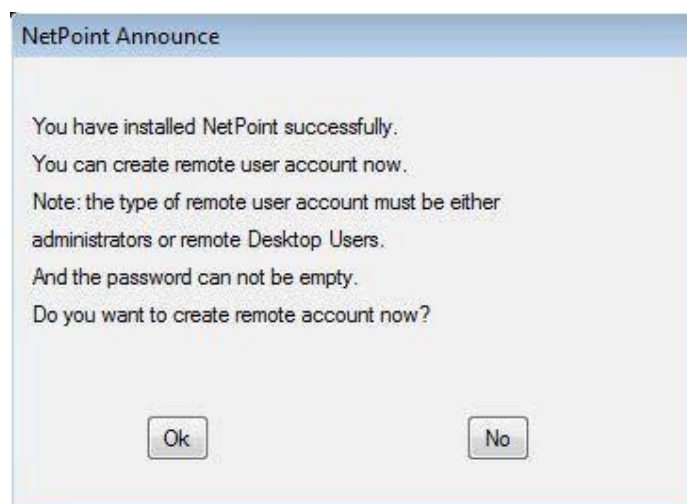 NetPoint Announce
You have installed NetPoint successfully.
You can create remote user account now.
Note: the type of remote user account must be either
administrators or remote Desktop Users.
And the password can not be empty.
Do you want to create remote account now?
Ok No